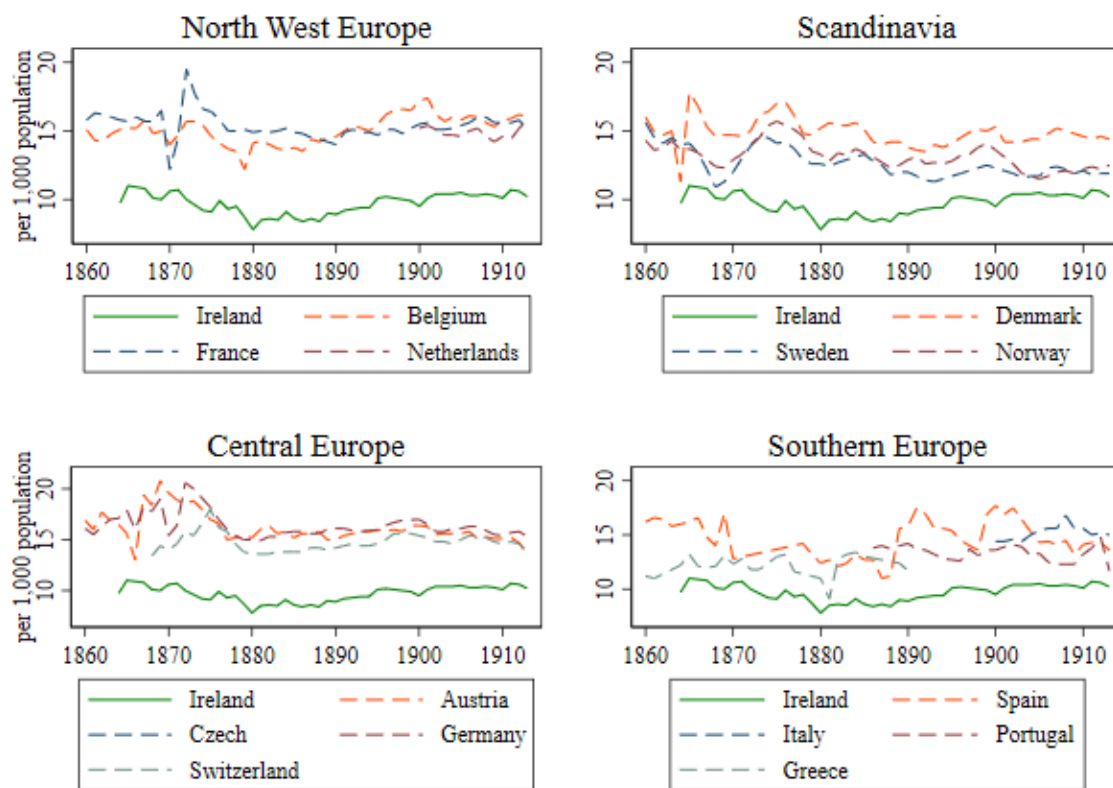 North West Europe
per 1,000 population
20
15
10
1860 1870 1880 1890 1900 1910
Ireland Belgium
France Netherlands
Scandinavia
20
15
10
1860 1870 1880 1890 1900 1910
Ireland Denmark
Sweden Norway
Central Europe
per 1,000 population
20
15
10
1860 1870 1880 1890 1900 1910
Ireland Austria
Czech Germany
Switzerland
Southern Europe
20
15
10
1860 1870 1880 1890 1900 1910
Ireland Spain
Italy Portugal
Greece